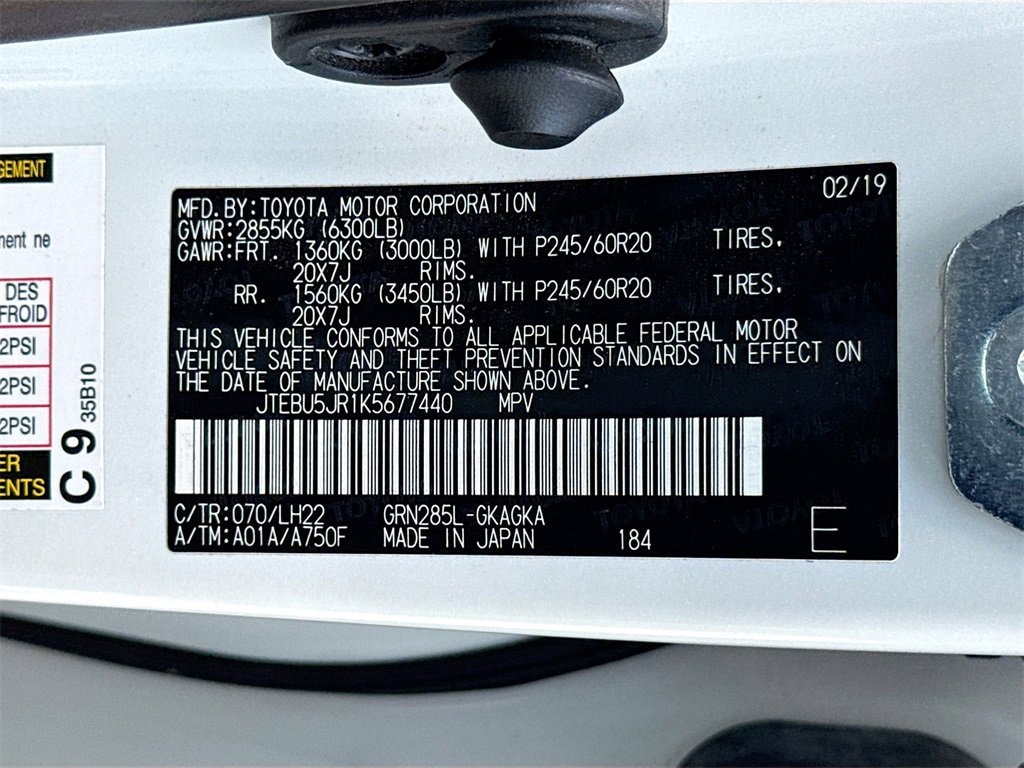 GEMENT
ment ne
DES
FROID
2PSI
2PSI
2PSI
ER
ENTS
C 9 35B10
02/19
MFD.BY:TOYOTA MOTOR CORPORATION
GVWR:2855KG (6300LB)
GAWR:FRT. 1360KG (3000LB) WITH P245/60R20 TIRES.
20X7J RIMS.
RR. 1560KG (3450LB) WITH P245/60R20 TIRES.
20X7J RIMS.
THIS VEHICLE CONFORMS TO ALL APPLICABLE FEDERAL MOTOR
VEHICLE SAFETY AND THEFT PREVENTION STANDARDS IN EFFECT ON
THE DATE OF MANUFACTURE SHOWN ABOVE.
JTEBU5JR1K5677440 MPV
C/TR:070/LH22 GRN285L-GKAGKA
A/TM:A01A/A750F MADE IN JAPAN 184 E